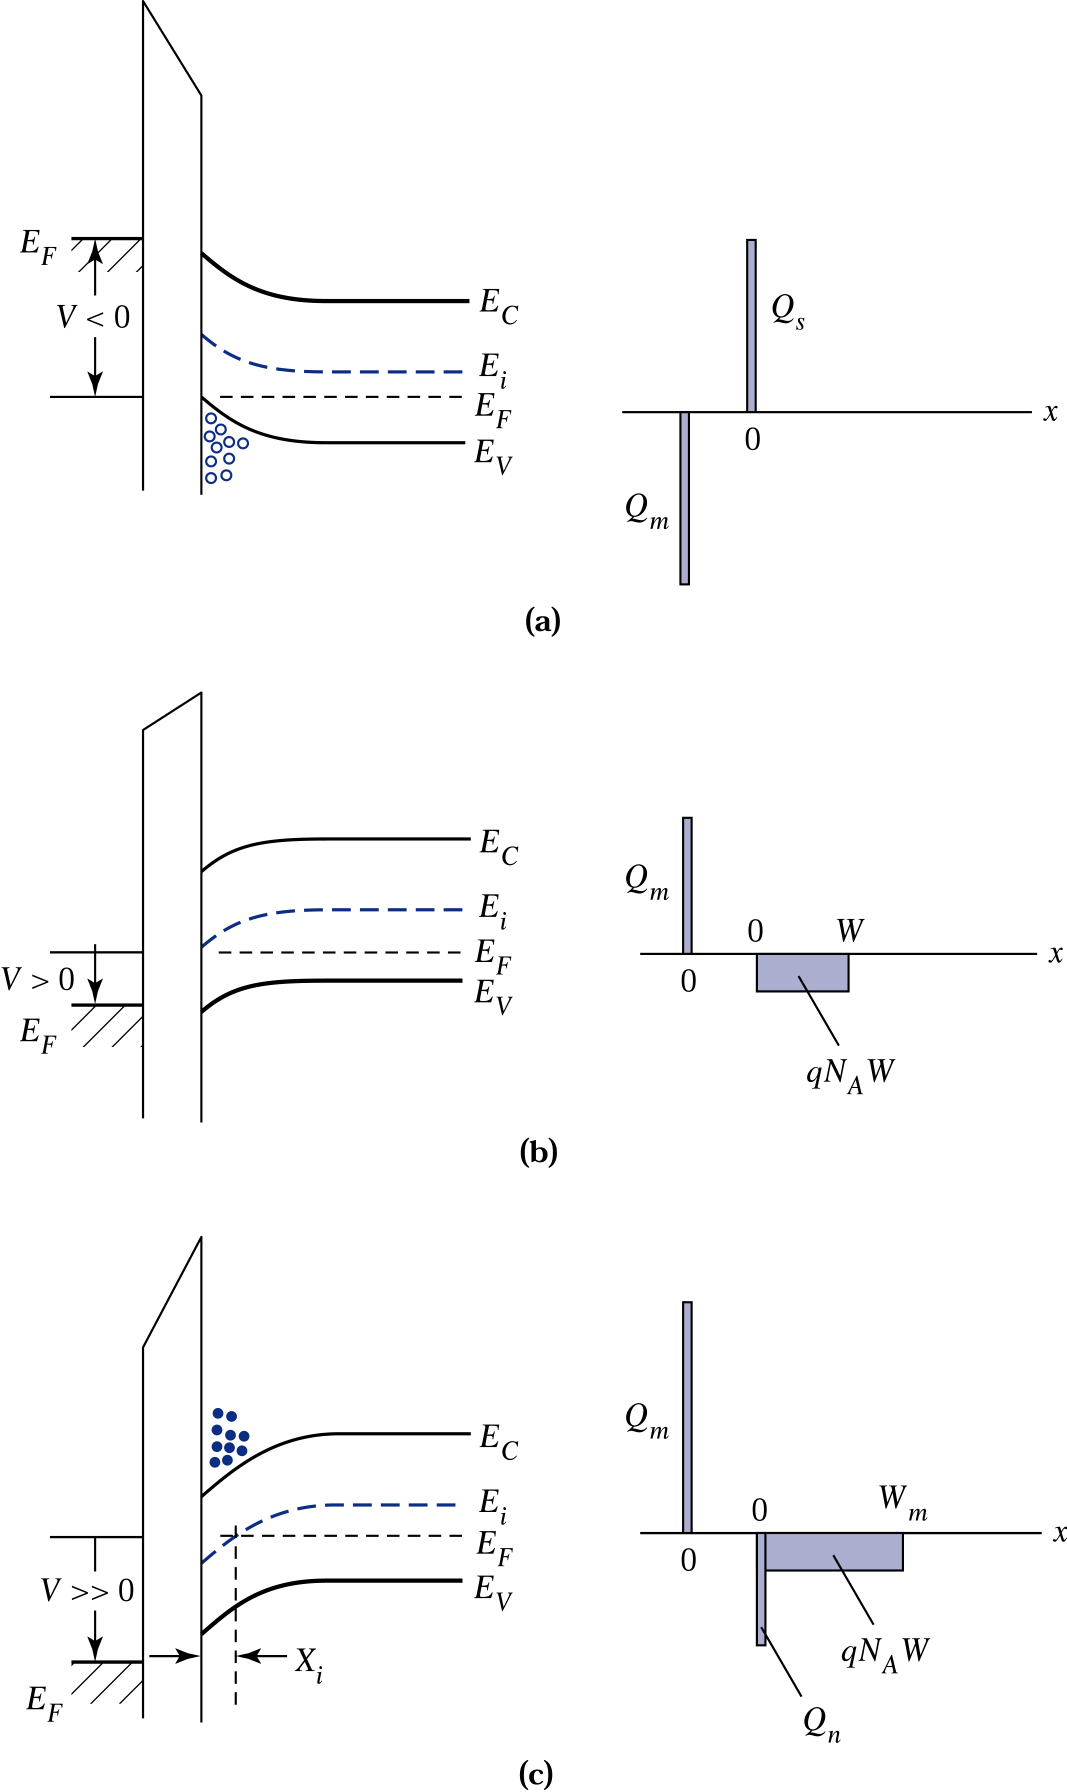 E_F
V < 0
E_C
E_i
E_F
E_V
Q_s
x
0
Q_m
(a)
E_C
E_i
E_F
E_V
V > 0
E_F
Q_m
0 W
x
0
qN_A W
(b)
E_C
E_i
E_F
E_V
V >> 0
X_i
E_F
Q_m
0 W_m
x
0
qN_A W
Q_n
(c)